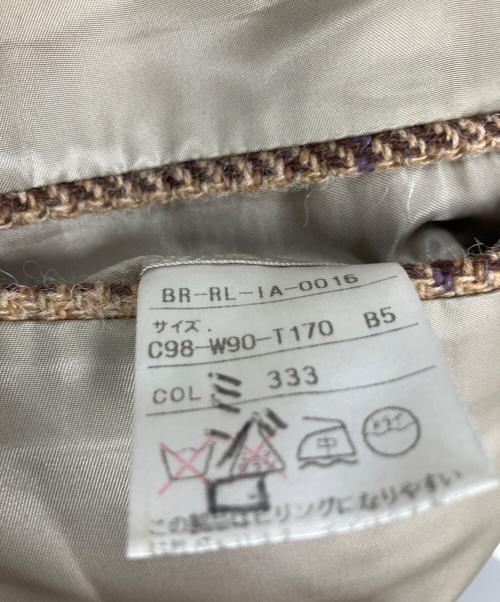 BR-RL-IA-0016
サイズ.
C98-W90-T170 B5
COL 333
中 ドライ
この製品はピリングになりやすい